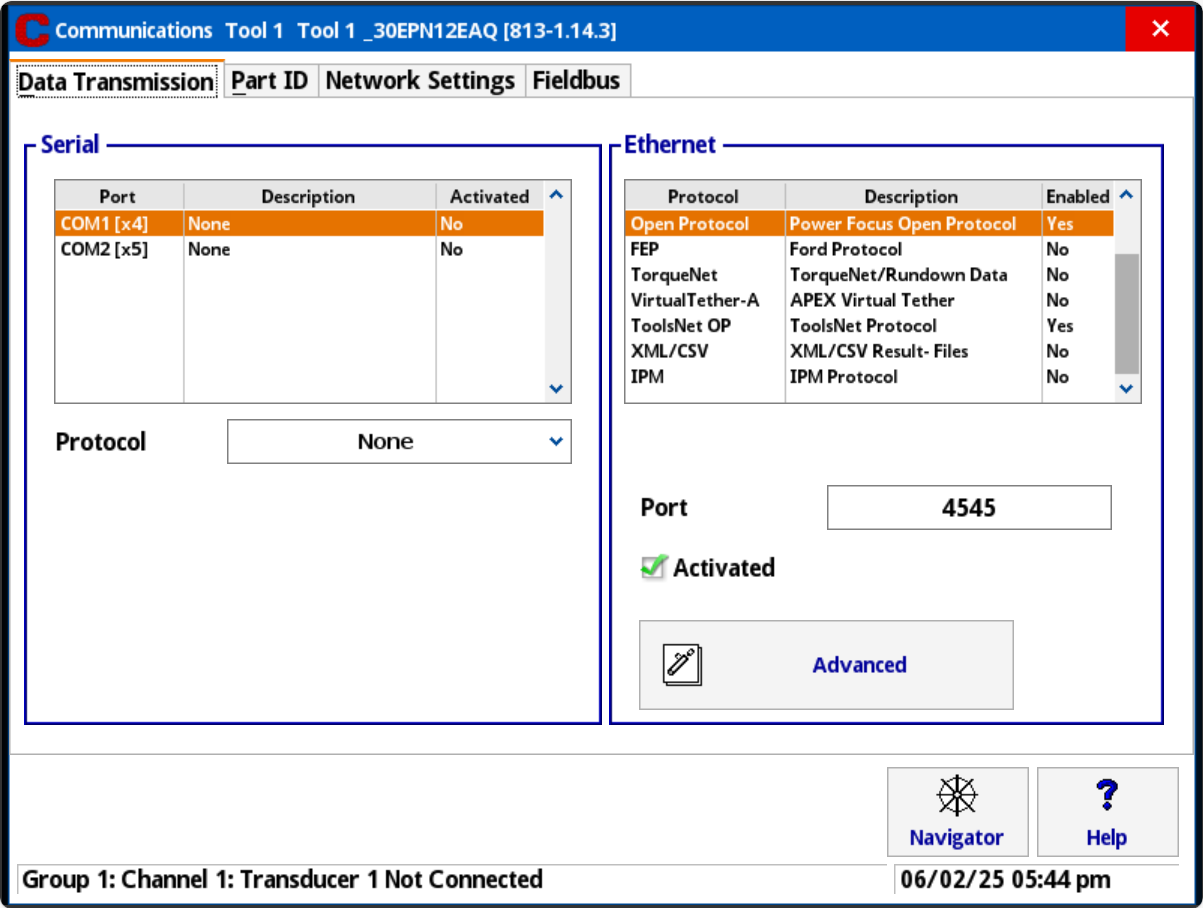 Communications Tool 1 Tool 1 _30EPN12EAQ [813-1.14.3]
Data Transmission Part ID Network Settings Fieldbus
Serial
Port Description Activated
COM1 [x4] None No
COM2 [x5] None No
Protocol None
Ethernet
Protocol Description Enabled
Open Protocol Power Focus Open Protocol Yes
FEP Ford Protocol No
TorqueNet TorqueNet/Rundown Data No
VirtualTether-A APEX Virtual Tether No
ToolsNet OP ToolsNet Protocol Yes
XML/CSV XML/CSV Result- Files No
IPM IPM Protocol No
Port 4545
Activated
Advanced
Navigator Help
Group 1: Channel 1: Transducer 1 Not Connected 06/02/25 05:44 pm